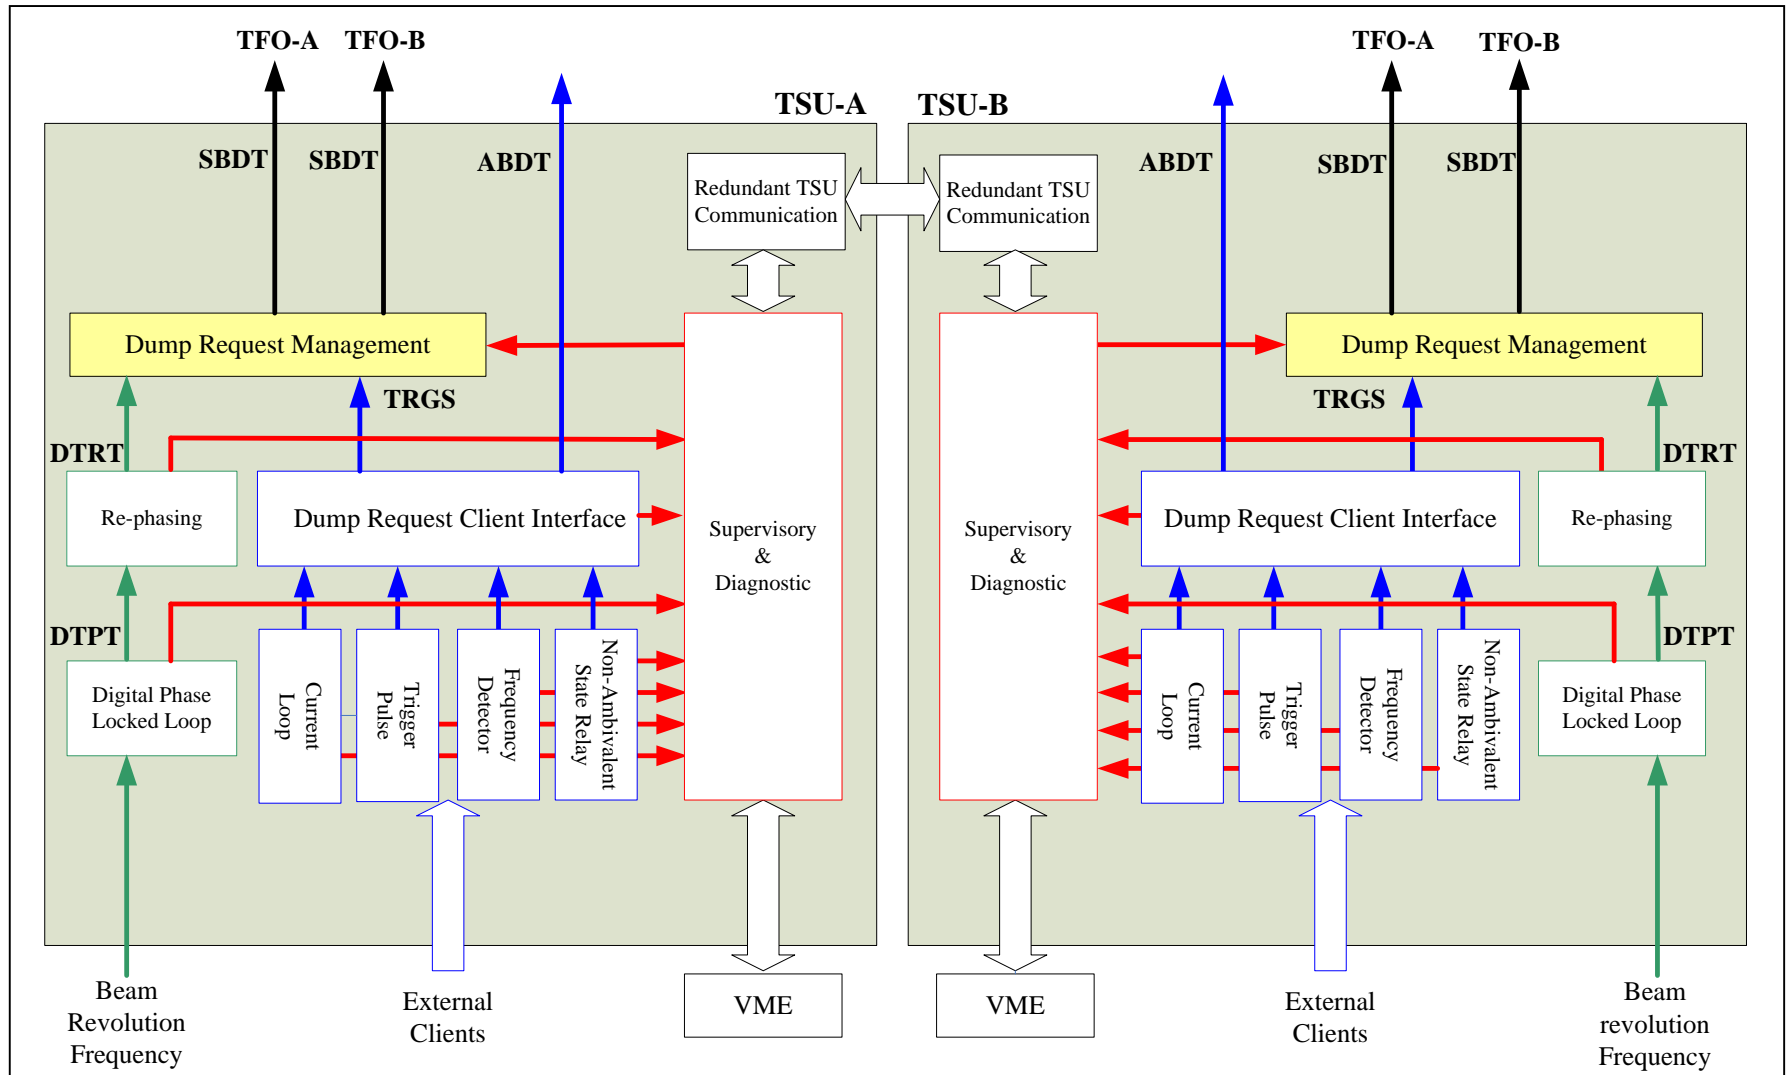 TFO-A
TFO-B
TFO-A
TFO-B
TSU-A
TSU-B
SBDT
SBDT
ABDT
ABDT
SBDT
SBDT
Redundant TSU
Communication
Redundant TSU
Communication
Dump Request Management
Dump Request Management
TRGS
TRGS
DTRT
DTRT
Re-phasing
Dump Request Client Interface
Supervisory
&
Diagnostic
Supervisory
&
Diagnostic
Dump Request Client Interface
Re-phasing
DTPT
DTPT
Digital Phase
Locked Loop
Current
Loop
Trigger
Pulse
Frequency
Detector
Non-Ambivalent
State Relay
Current
Loop
Trigger
Pulse
Frequency
Detector
Non-Ambivalent
State Relay
Digital Phase
Locked Loop
Beam
Revolution
Frequency
External
Clients
VME
VME
External
Clients
Beam
revolution
Frequency